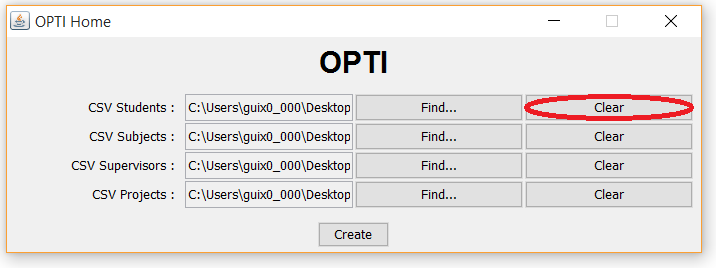 OPTI Home
OPTI
CSV Students : C:\Users\guix0_000\Desktop Find... Clear
CSV Subjects : C:\Users\guix0_000\Desktop Find... Clear
CSV Supervisors : C:\Users\guix0_000\Desktop Find... Clear
CSV Projects : C:\Users\guix0_000\Desktop Find... Clear
Create